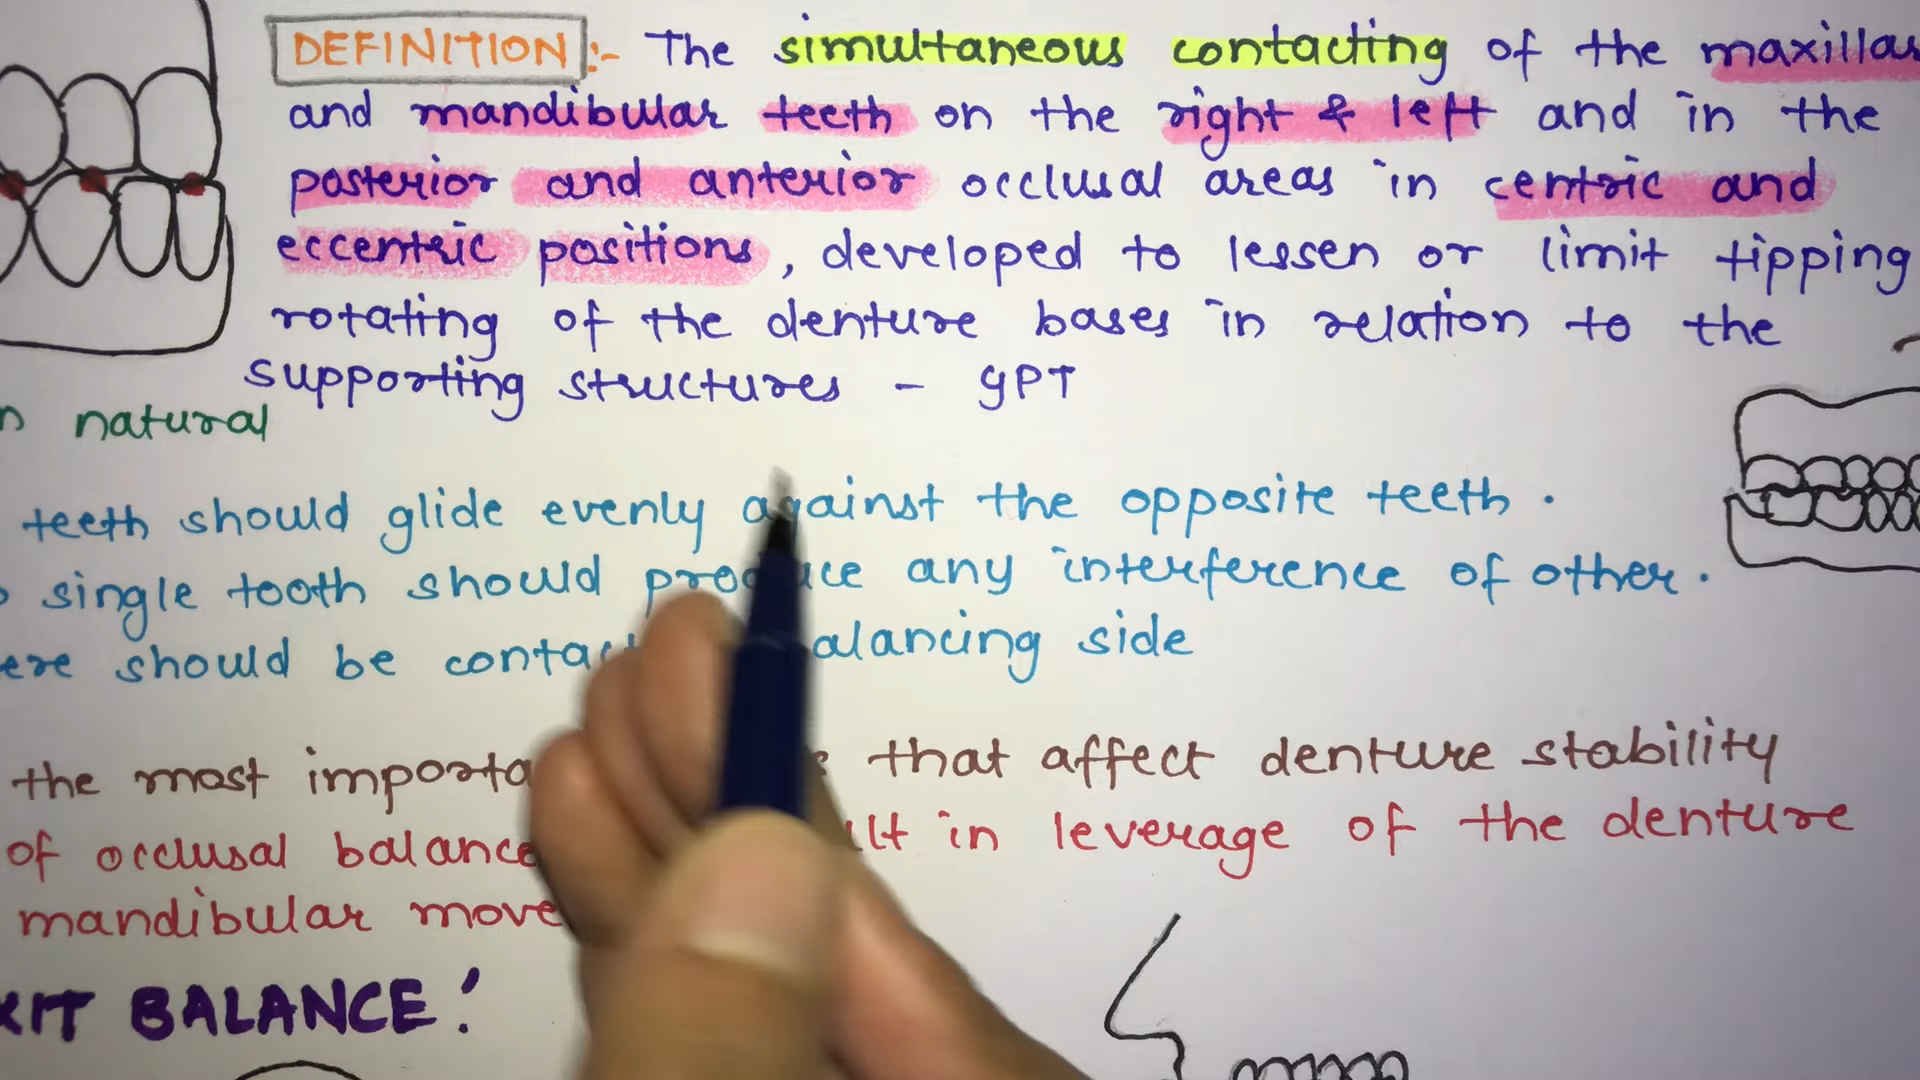 DEFINITION :- The simultaneous contacting of the maxillar
and mandibular teeth on the right & left and in the
posterior and anterior occlusal areas in centric and
eccentric positions, developed to lessen or limit tipping
rotating of the denture bases in relation to the
supporting structures - GPT
n natural
teeth should glide evenly against the opposite teeth.
single tooth should produce any interference of other.
ere should be contac alancing side
the most importa that affect denture stability
of occlusal balance lt in leverage of the denture
mandibular move
XIT BALANCE!